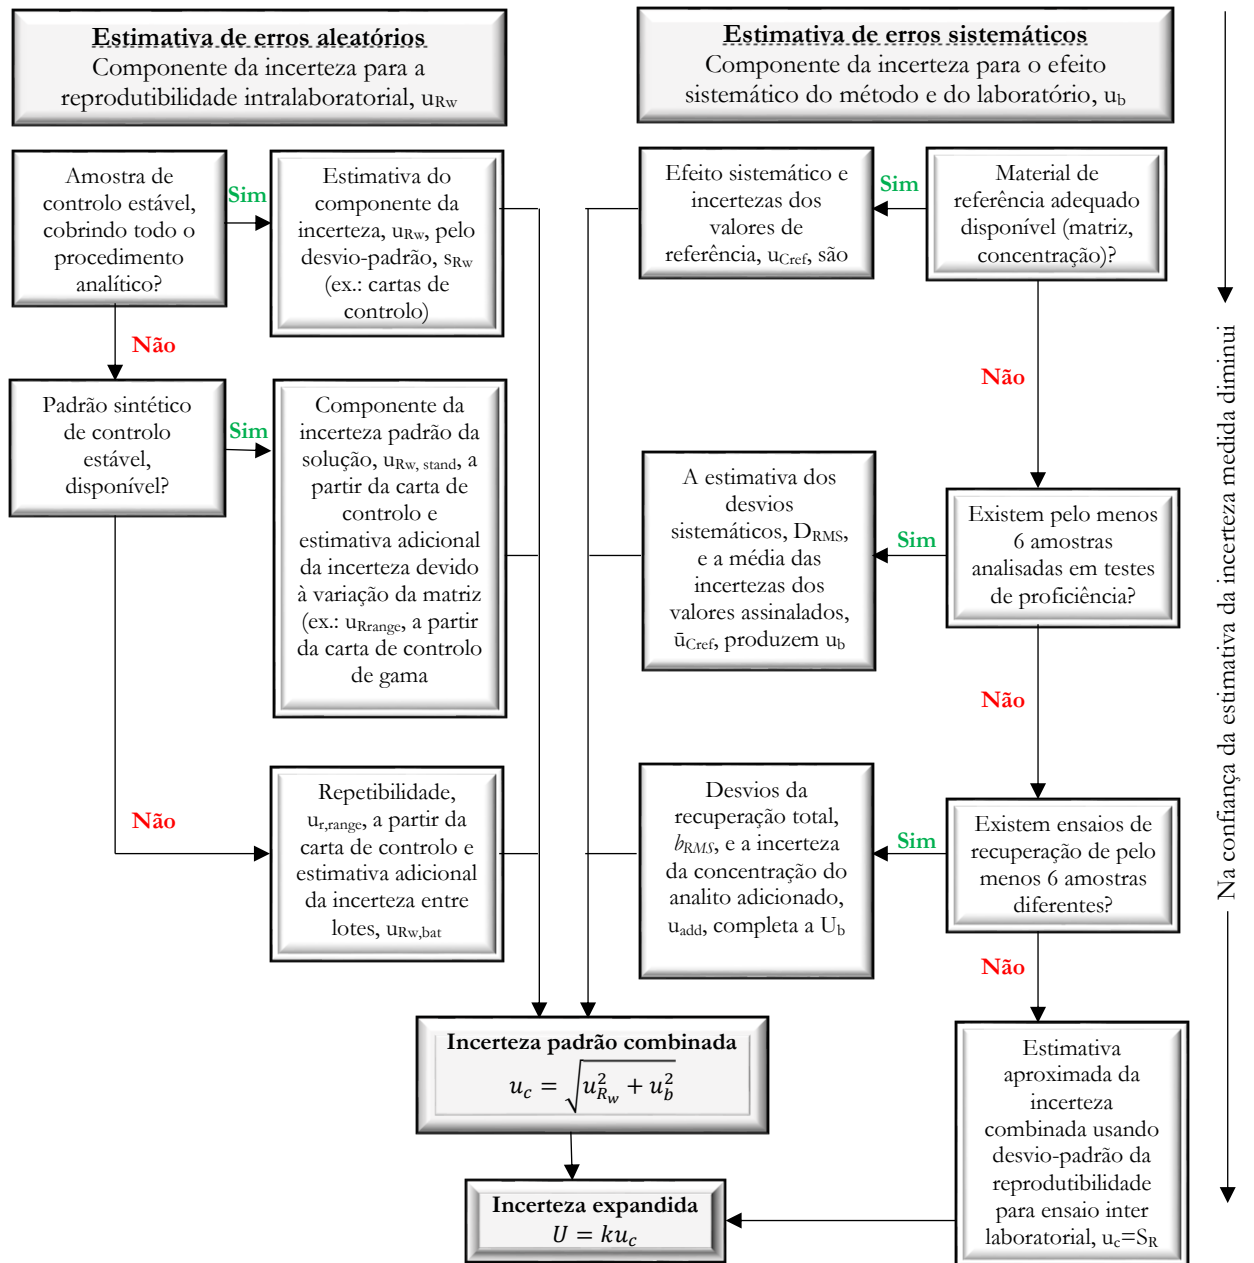 Estimativa de erros aleatórios
Componente da incerteza para a
reprodutibilidade intralaboratorial, uRw
Estimativa de erros sistemáticos
Componente da incerteza para o efeito
sistemático do método e do laboratório, ub
Amostra de
controlo estável,
cobrindo todo o
procedimento
analítico?
Sim
Estimativa do
componente da
incerteza, uRw, pelo
desvio-padrão, sRw
(ex.: cartas de
controlo)
Efeito sistemático e
incertezas dos
valores de
referência, uCref, são
Sim
Material de
referência adequado
disponível (matriz,
concentração)?
Não
Não
Padrão sintético
de controlo
estável,
disponível?
Sim
Componente da
incerteza padrão da
solução, uRw, stand, a
partir da carta de
controlo e
estimativa adicional
da incerteza devido
à variação da matriz
(ex.: uRrange, a partir
da carta de controlo
de gama
A estimativa dos
desvios
sistemáticos, DRMS,
e a média das
incertezas dos
valores assinalados,
ūCref, produzem ub
Sim
Existem pelo menos
6 amostras
analisadas em testes
de proficiência?
Não
Não
Repetibilidade,
ur,range, a partir da
carta de controlo e
estimativa adicional
da incerteza entre
lotes, uRw,bat
Desvios da
recuperação total,
bRMS, e a incerteza
da concentração do
analito adicionado,
uadd, completa a Ub
Sim
Existem ensaios de
recuperação de pelo
menos 6 amostras
diferentes?
Não
Incerteza padrão combinada
u_c = √(u_{R_w}^2 + u_b^2)
Incerteza expandida
U = ku_c
Estimativa
aproximada da
incerteza
combinada usando
desvio-padrão da
reprodutibilidade
para ensaio inter
laboratorial, uc=SR
Na confiança da estimativa da incerteza medida diminui